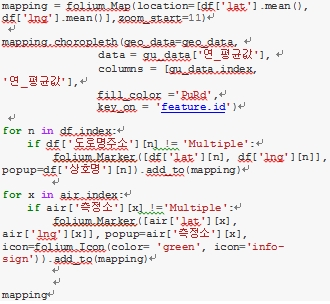 mapping = folium.Map(location=[df['lat'].mean(),
df['lng'].mean()],zoom_start=11)
mapping.choropleth(geo_data=geo_data,
data = gu_data['연_평균값'],
columns = [gu_data.index,
'연_평균값'],
fill_color ='PuRd',
key_on = 'feature.id')
for n in df.index:
if df['도로명주소'][n] != 'Multiple':
folium.Marker([df['lat'][n], df['lng'][n]],
popup=df['상호명'][n]).add_to(mapping)
for x in air.index:
if air['측정소'][x] !='Multiple':
folium.Marker([air['lat'][x],
air['lng'][x]], popup=air['측정소'][x],
icon=folium.Icon(color= 'green', icon='info-
sign')).add_to(mapping)
mapping